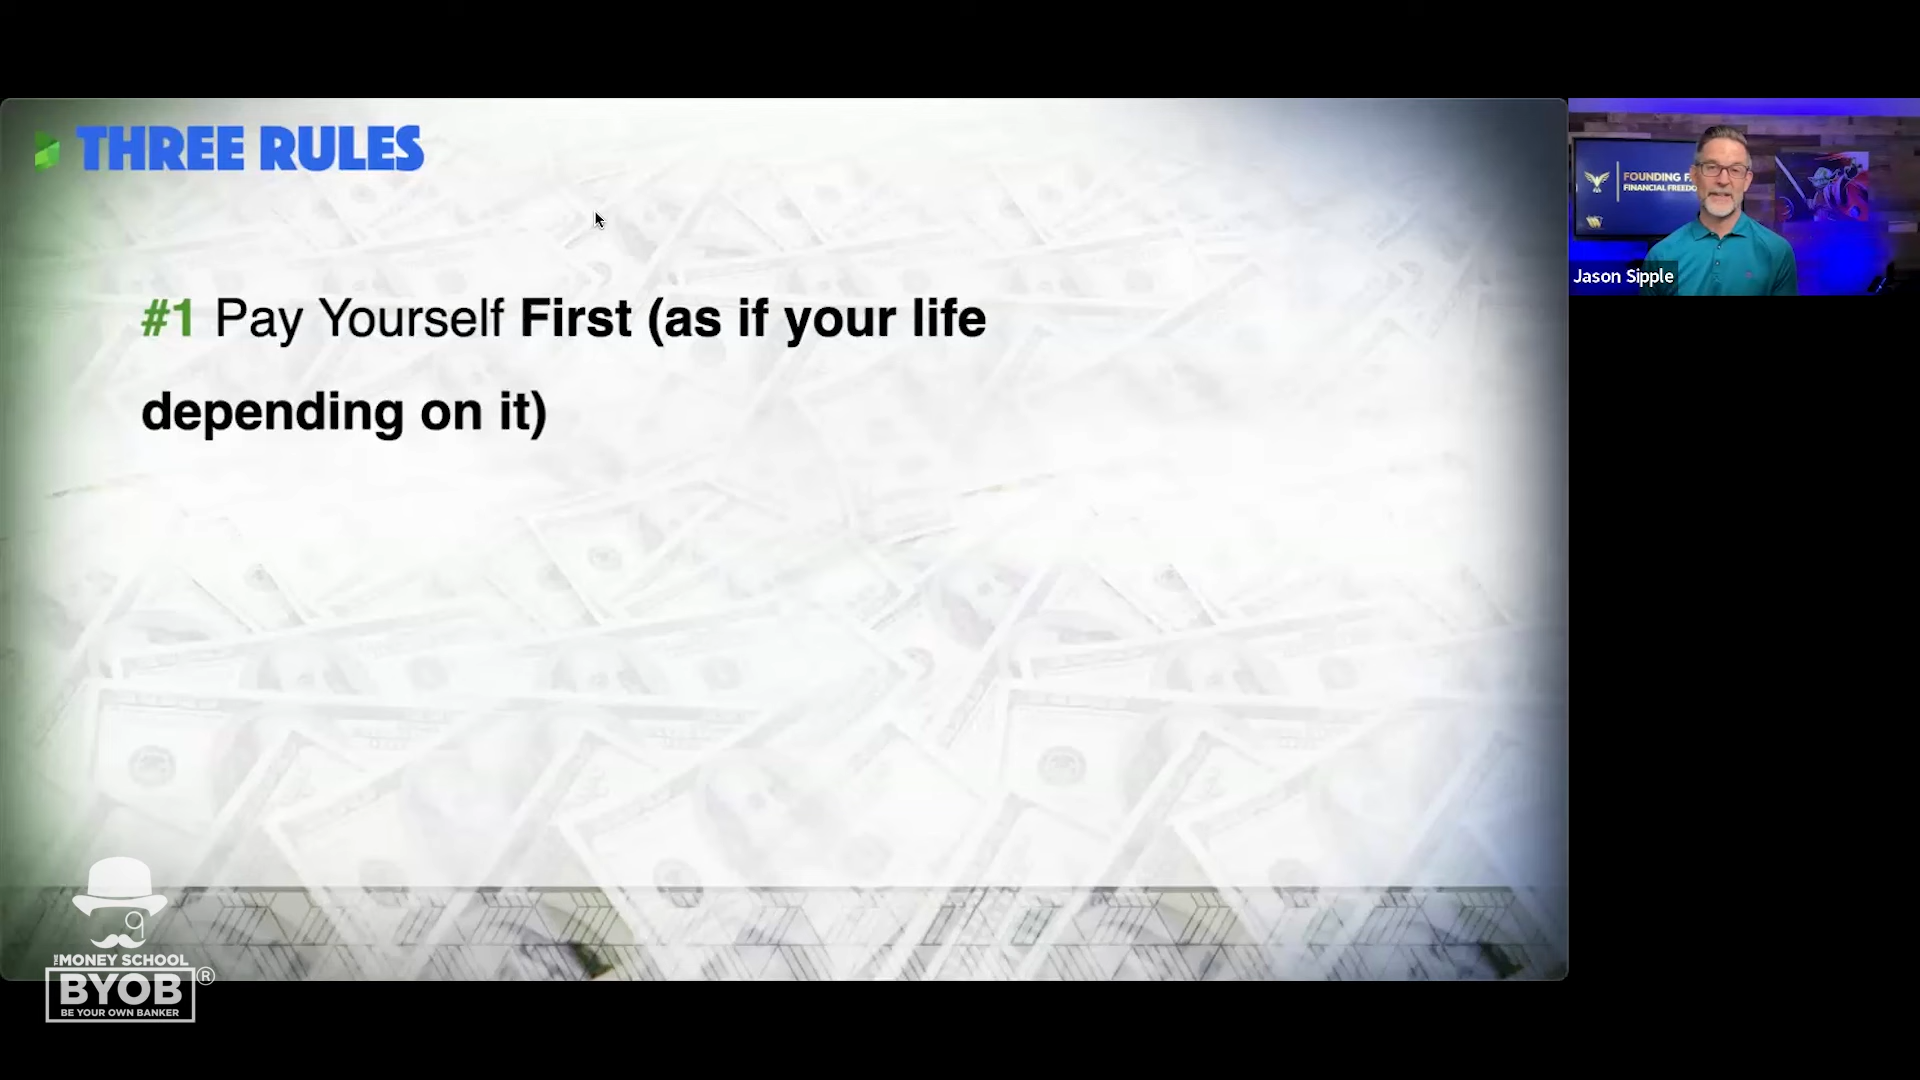 THREE RULES
#1 Pay Yourself First (as if your life
depending on it)
FOUNDING F
FINANCIAL FREEDO
Jason Sipple
THE MONEY SCHOOL
BYOB®
BE YOUR OWN BANKER